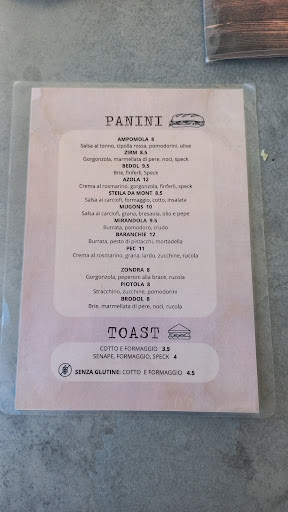 PANINI
AMPOMOLA 8
Salsa al tonno, cipolla rossa, pomodorini, olive
ZIRM 8.5
Gorgonzola, marmellata di pere, noci, speck
BEDOL 9.5
Brie, finferli, Speck
AZOLA 12
Crema al rosmarino, gorgonzola, finferli, speck
STEILA DA MONT 8.5
Salsa ai carciofi, formaggio, cotto, insalata
MUGONS 10
Salsa ai carciofi, grana, bresaola, olio e pepe
MIRANDOLA 9.5
Burrata, pomodoro, crudo
BARANCHIE 12
Burrata, pesto di pistacchi, mortadella
PEC 11
Crema al rosmarino, grana, lardo, zucchine, rucola
ZONDRA 8
Gorgonzola, peperoni alla brace, rucola
PIOTOLA 8
Stracchino, zucchine, pomodorini
BRODOL 8
Brie, marmellata di pere, noci, rucola
TOAST
COTTO E FORMAGGIO 3.5
SENAPE, FORMAGGIO, SPECK 4
SENZA GLUTINE: COTTO E FORMAGGIO 4.5